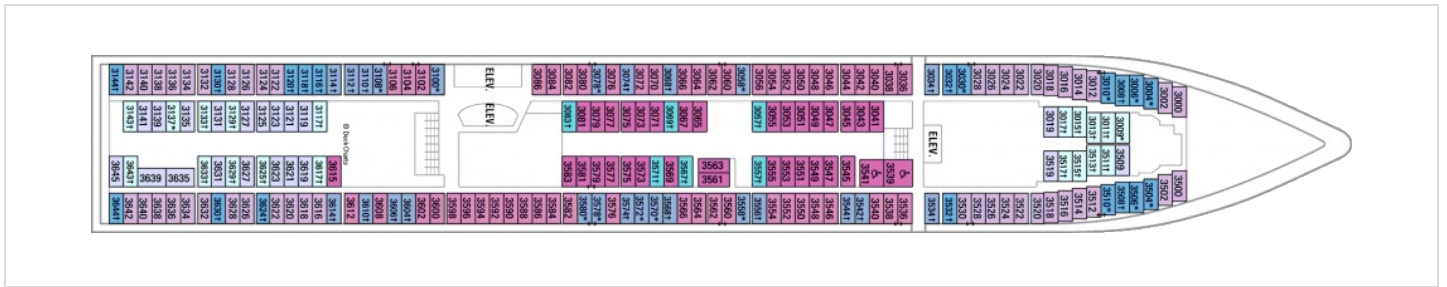 3144† 3142 3140 3138 3136 3134 3132 3130† 3128 3126 3124 3122 3120† 3118† 3116† 3114† 3112† 3110† 3108* 3106 3104 3102 3100*
ELEV.
3086 3084 3082 3080 3078* 3076 3074† 3072 3070 3068† 3066 3064 3062 3060 3058* 3056 3054 3052 3050 3048 3046 3044 3042 3040 3038 3036
3034† 3032† 3030* 3028 3026 3024 3022 3020 3018 3016 3014 3012 3010* 3008† 3006* 3004* 3002 3000
3143† 3141 3139 3137* 3135 3133† 3131 3129† 3127 3125 3123 3121 3119 3117†
© Deck Charts
ELEV.
3083† 3081 3079 3077 3075 3073 3071 3069† 3067 3065
3057† 3055 3053 3051 3049 3047 3045 3043 3041
ELEV.
3019 3017† 3015† 3013† 3011† 3009*
3645 3643† 3639 3635 3633† 3631 3629† 3627 3625† 3623 3621 3619 3617† 3615
3583 3581 3579 3577 3575 3573 3571† 3569 3567† 3563
3561
3557† 3555 3553 3551 3549 3547 3545 3541 3539
3519 3517† 3515† 3513† 3511† 3509
3644† 3642 3640 3638 3636 3634 3632 3630† 3628 3626 3624† 3622 3620 3618 3616 3614† 3612 3610† 3606† 3604† 3602 3600 3598 3596 3594 3592 3590 3588 3586 3584 3582 3580* 3578* 3576 3574† 3572* 3570* 3568† 3566 3564 3562 3560 3558* 3556† 3554 3552 3550 3548 3546 3544† 3542† 3540 3538 3536
3534† 3532† 3530 3528 3526 3524 3522 3520 3518 3516 3514 3512 3510* 3508† 3506* 3504* 3502 3500